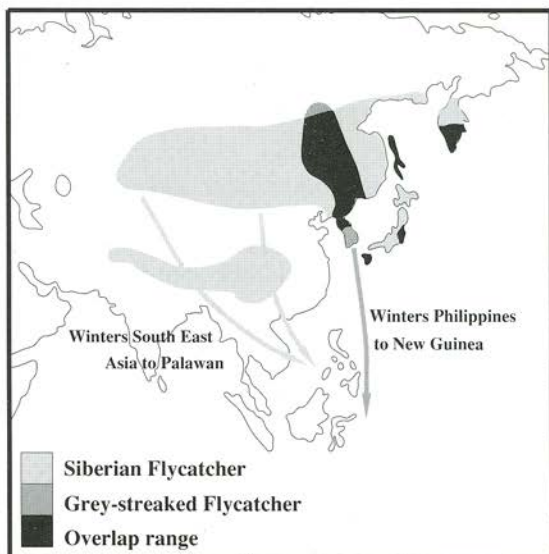 Winters South East
Asia to Palawan
Winters Philippines
to New Guinea
Siberian Flycatcher
Grey-streaked Flycatcher
Overlap range